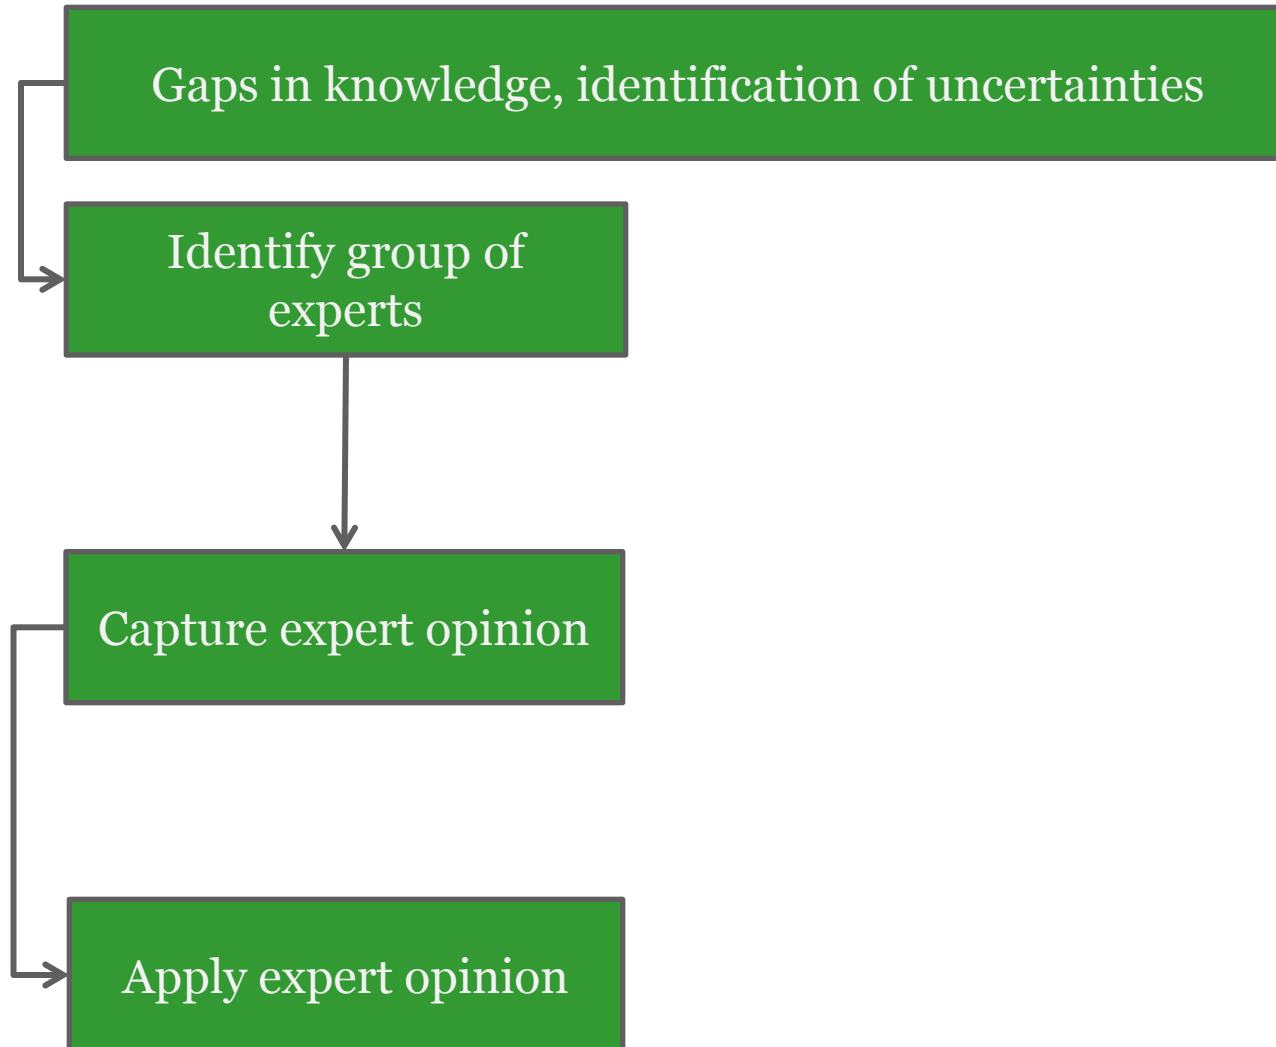 Gaps in knowledge, identification of uncertainties
Identify group of
experts
Capture expert opinion
Apply expert opinion